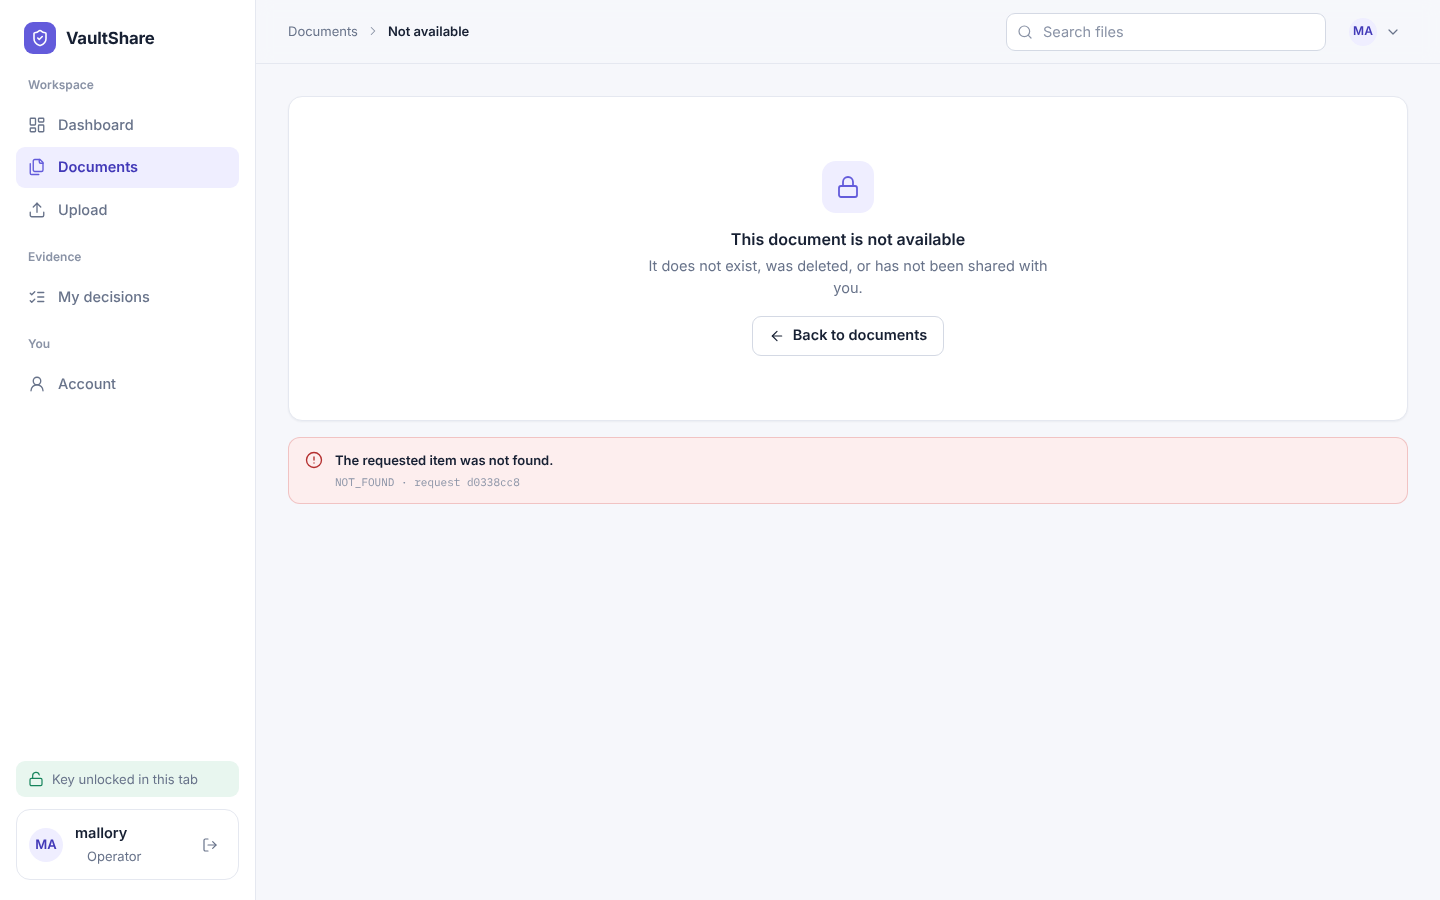 VaultShare
Workspace
Dashboard
Documents
Upload
Evidence
My decisions
You
Account
Key unlocked in this tab
MA
mallory
Operator
Documents > Not available
Search files
MA
This document is not available
It does not exist, was deleted, or has not been shared with
you.
Back to documents
The requested item was not found.
NOT_FOUND · request d0338cc8